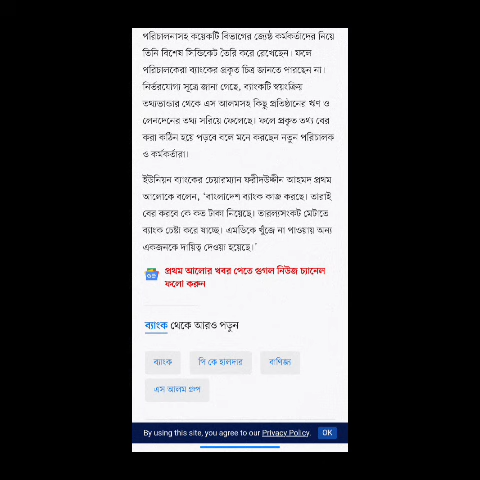 পরিচালনাসহ কয়েকটি বিভাগের জ্যেষ্ঠ কর্মকর্তাদের নিয়ে
তিনি বিশেষ সিন্ডিকেট তৈরি করে রেখেছেন। ফলে
পরিচালকেরা ব্যাংকের প্রকৃত চিত্র জানতে পারছেন না।
নির্ভরযোগ্য সূত্রে জানা গেছে, ব্যাংকটি স্বয়ংক্রিয়
তথ্যভান্ডার থেকে এস আলমসহ কিছু প্রতিষ্ঠানের ঋণ ও
লেনদেনের তথ্য সরিয়ে ফেলেছে। ফলে প্রকৃত তথ্য বের
করা কঠিন হয়ে পড়বে বলে মনে করছেন নতুন পরিচালক
ও কর্মকর্তারা।
ইউনিয়ন ব্যাংকের চেয়ারম্যান ফরীদউদ্দীন আহমদ প্রথম
আলোকে বলেন, ‘বাংলাদেশ ব্যাংক কাজ করছে। তারাই
বের করবে কে কত টাকা নিয়েছে। তারল্যসংকট মেটাতে
ব্যাংক চেষ্টা করে যাচ্ছে। এমডিকে খুঁজে না পাওয়ায় অন্য
একজনকে দায়িত্ব দেওয়া হয়েছে।’
প্রথম আলোর খবর পেতে গুগল নিউজ চ্যানেল
ফলো করুন
ব্যাংক থেকে আরও পড়ুন
ব্যাংক পি কে হালদার বাণিজ্য
এস আলম গ্রুপ
By using this site, you agree to our Privacy Policy. OK